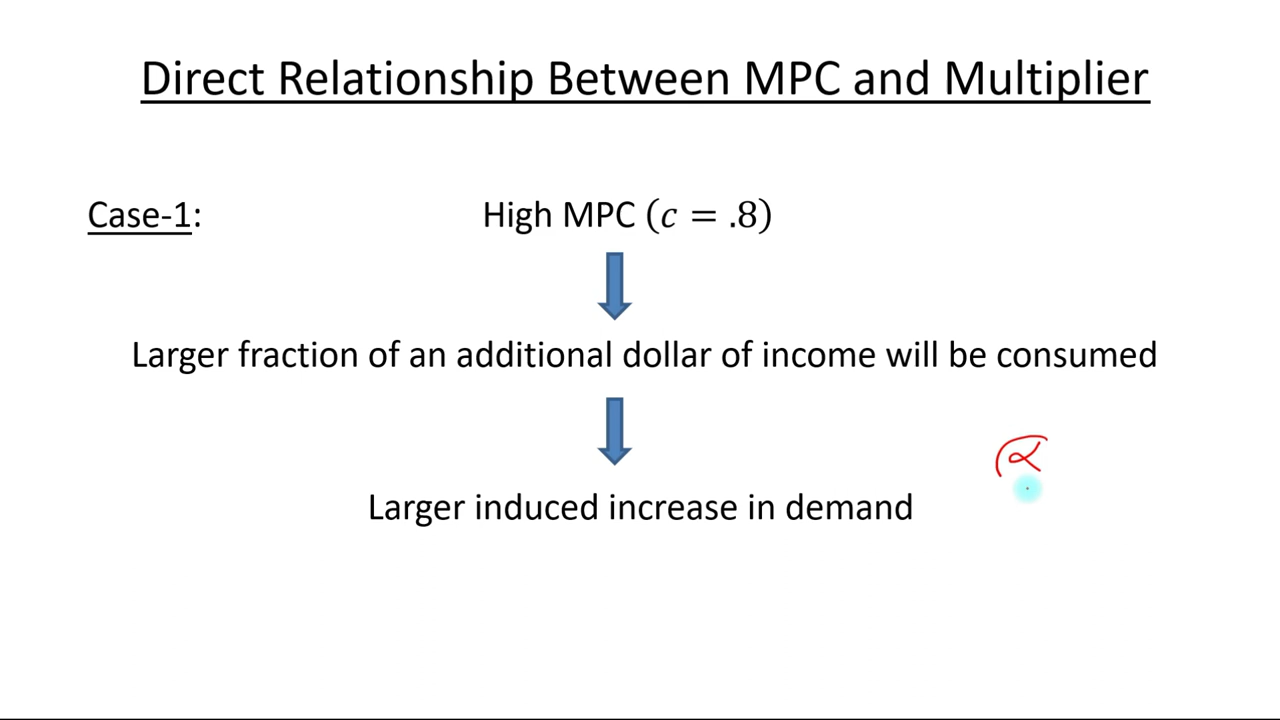 Direct Relationship Between MPC and Multiplier
Case-1: High MPC (c = .8)
Larger fraction of an additional dollar of income will be consumed
α
Larger induced increase in demand